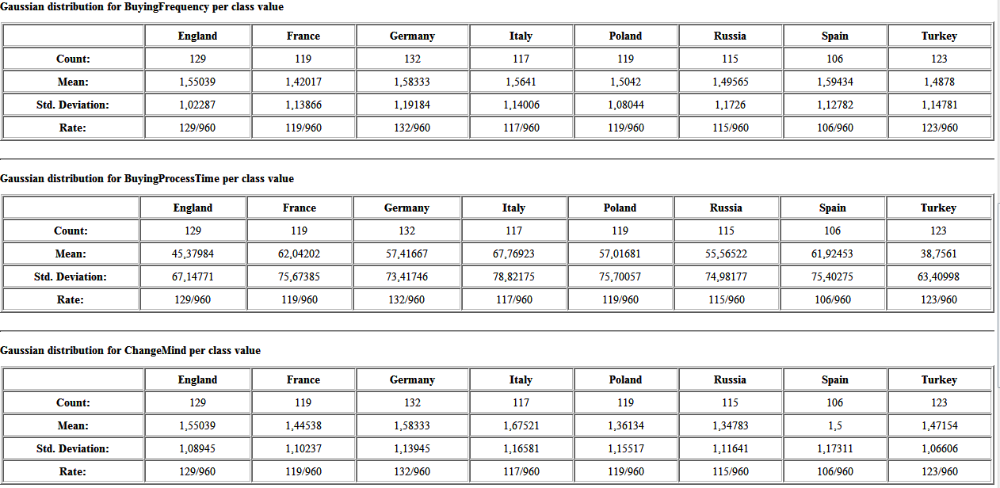 Gaussian distribution for BuyingFrequency per class value
England France Germany Italy Poland Russia Spain Turkey
Count: 129 119 132 117 119 115 106 123
Mean: 1,55039 1,42017 1,58333 1,5641 1,5042 1,49565 1,59434 1,4878
Std. Deviation: 1,02287 1,13866 1,19184 1,14006 1,08044 1,1726 1,12782 1,14781
Rate: 129/960 119/960 132/960 117/960 119/960 115/960 106/960 123/960
Gaussian distribution for BuyingProcessTime per class value
England France Germany Italy Poland Russia Spain Turkey
Count: 129 119 132 117 119 115 106 123
Mean: 45,37984 62,04202 57,41667 67,76923 57,01681 55,56522 61,92453 38,7561
Std. Deviation: 67,14771 75,67385 73,41746 78,82175 75,70057 74,98177 75,40275 63,40998
Rate: 129/960 119/960 132/960 117/960 119/960 115/960 106/960 123/960
Gaussian distribution for ChangeMind per class value
England France Germany Italy Poland Russia Spain Turkey
Count: 129 119 132 117 119 115 106 123
Mean: 1,55039 1,44538 1,58333 1,67521 1,36134 1,34783 1,5 1,47154
Std. Deviation: 1,08945 1,10237 1,13945 1,16581 1,15517 1,11641 1,17311 1,06606
Rate: 129/960 119/960 132/960 117/960 119/960 115/960 106/960 123/960